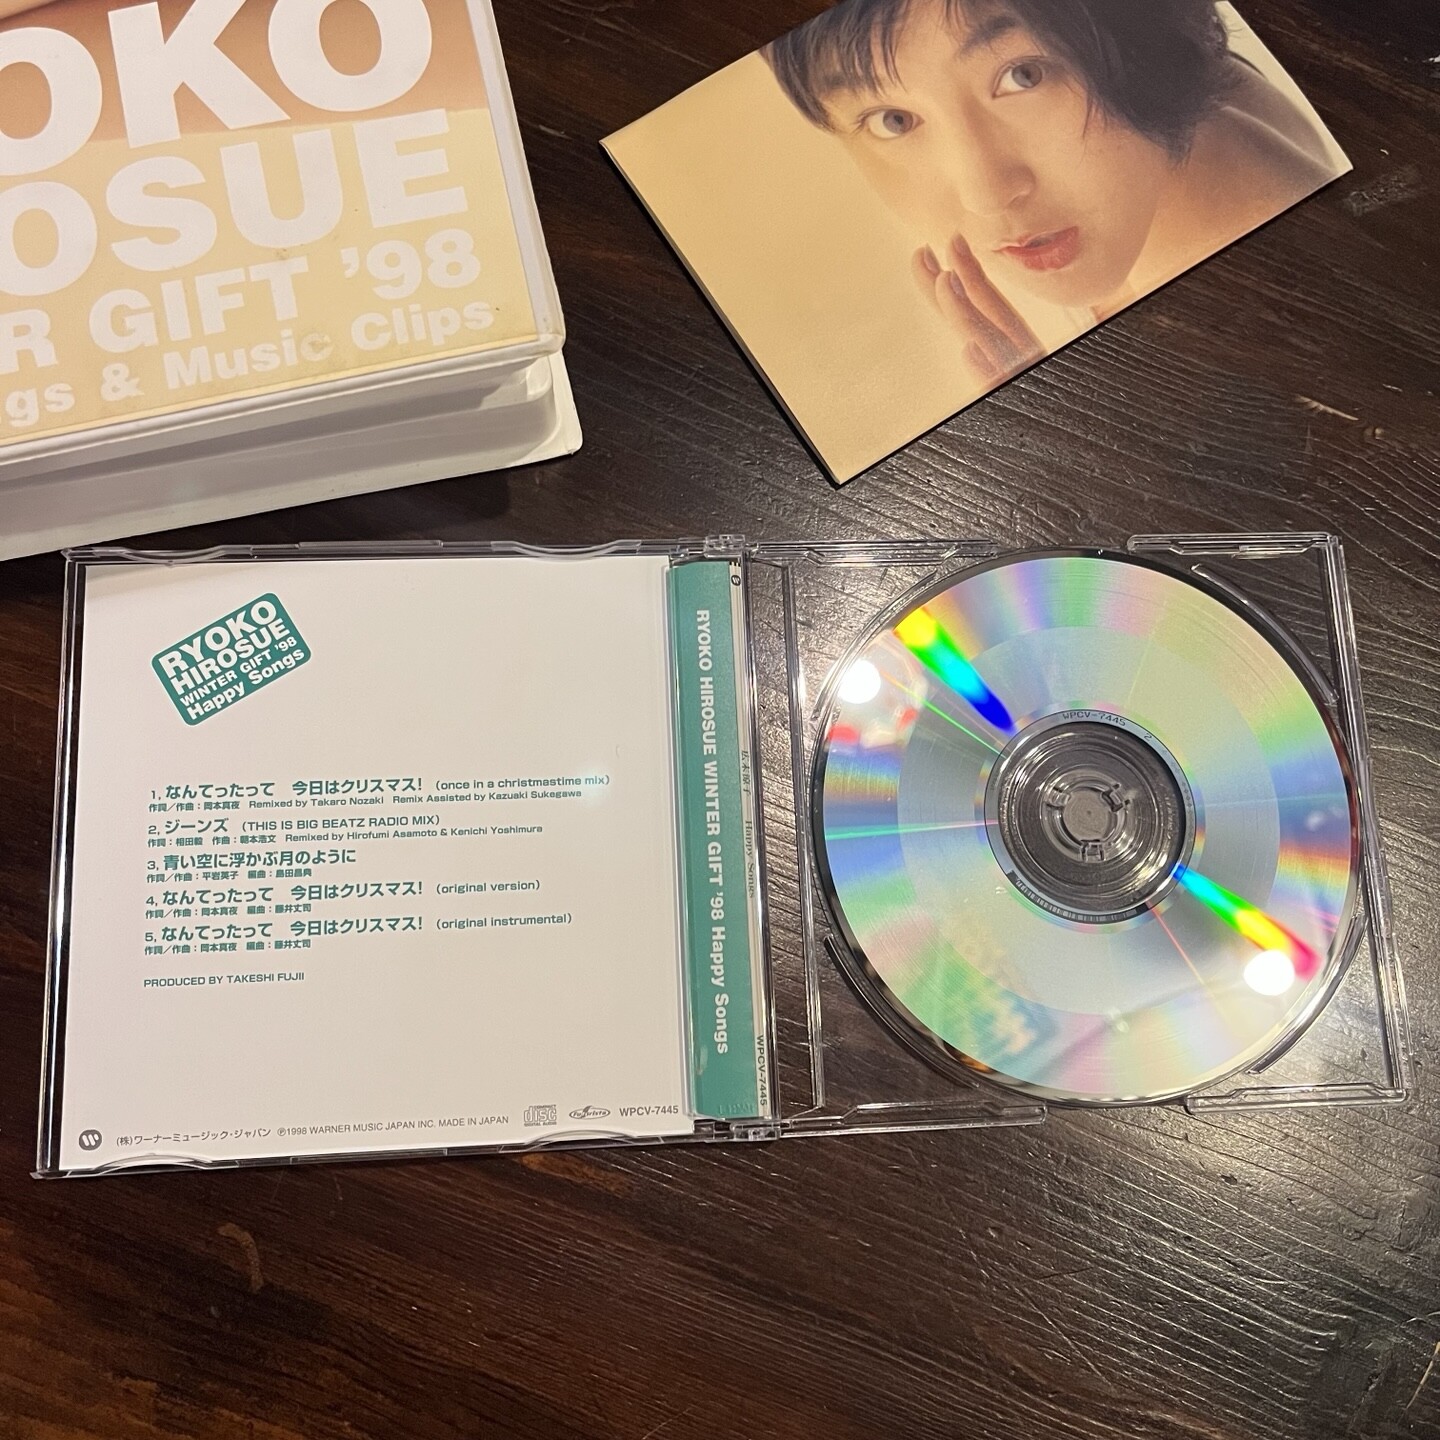 OKO
OSUE
R GIFT '98
gs & Music Clips
RYOKO
HIROSUE
WINTER GIFT '98
Happy Songs
1, なんてったって 今日はクリスマス! (once in a christmastime mix)
作詞/作曲:岡本真夜 Remixed by Takaro Nozaki Remix Assisted by Kazuaki Sukegawa
2, ジーンズ (THIS IS BIG BEATZ RADIO MIX)
作詞:相田毅 作曲:朝本浩文 Remixed by Hirofumi Asamoto & Kenichi Yoshimura
3, 青い空に浮かぶ月のように
作詞/作曲:平岩英子 編曲:島田昌典
4, なんてったって 今日はクリスマス! (original version)
作詞/作曲:岡本真夜 編曲:藤井丈司
5, なんてったって 今日はクリスマス! (original instrumental)
作詞/作曲:岡本真夜 編曲:藤井丈司
PRODUCED BY TAKESHI FUJII
(株)ワーナーミュージック・ジャパン ℗1998 WARNER MUSIC JAPAN INC. MADE IN JAPAN
COMPACT disc DIGITAL AUDIO
WPCV-7445
RYOKO HIROSUE WINTER GIFT '98 Happy Songs
広末涼子 Happy Songs
WPCV-7445
WPCV-7445 2